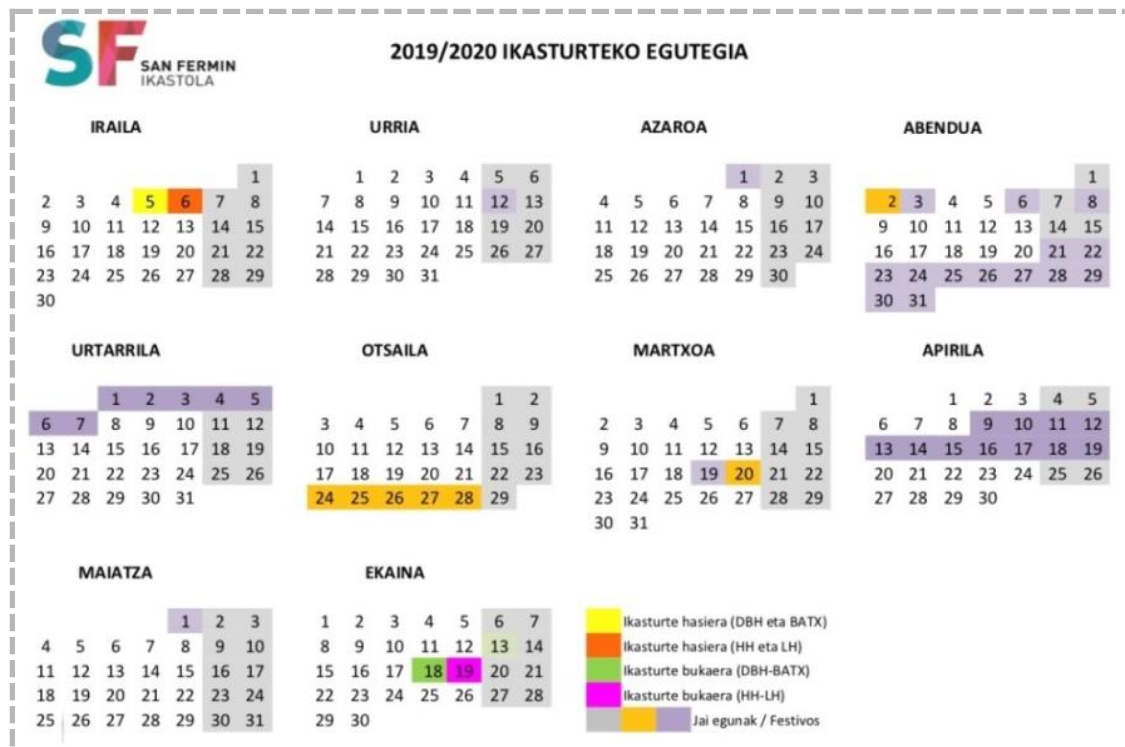 SAN FERMIN
IKASTOLA
2019/2020 IKASTURTEKO EGUTEGIA
IRAILA
1
2 3 4 5 6 7 8
9 10 11 12 13 14 15
16 17 18 19 20 21 22
23 24 25 26 27 28 29
30
URRIA
1 2 3 4 5 6
7 8 9 10 11 12 13
14 15 16 17 18 19 20
21 22 23 24 25 26 27
28 29 30 31
AZAROA
1 2 3
4 5 6 7 8 9 10
11 12 13 14 15 16 17
18 19 20 21 22 23 24
25 26 27 28 29 30
ABENDUA
1
2 3 4 5 6 7 8
9 10 11 12 13 14 15
16 17 18 19 20 21 22
23 24 25 26 27 28 29
30 31
URTARRILA
1 2 3 4 5
6 7 8 9 10 11 12
13 14 15 16 17 18 19
20 21 22 23 24 25 26
27 28 29 30 31
OTSAILA
1 2
3 4 5 6 7 8 9
10 11 12 13 14 15 16
17 18 19 20 21 22 23
24 25 26 27 28 29
MARTXOA
1
2 3 4 5 6 7 8
9 10 11 12 13 14 15
16 17 18 19 20 21 22
23 24 25 26 27 28 29
30 31
APIRILA
1 2 3 4 5
6 7 8 9 10 11 12
13 14 15 16 17 18 19
20 21 22 23 24 25 26
27 28 29 30
MAIATZA
1 2 3
4 5 6 7 8 9 10
11 12 13 14 15 16 17
18 19 20 21 22 23 24
25 26 27 28 29 30 31
EKAINA
1 2 3 4 5 6 7
8 9 10 11 12 13 14
15 16 17 18 19 20 21
22 23 24 25 26 27 28
29 30
Ikasturte hasiera (DBH eta BATX)
Ikasturte hasiera (HH eta LH)
Ikasturte bukaera (DBH-BATX)
Ikasturte bukaera (HH-LH)
Jai egunak / Festivos